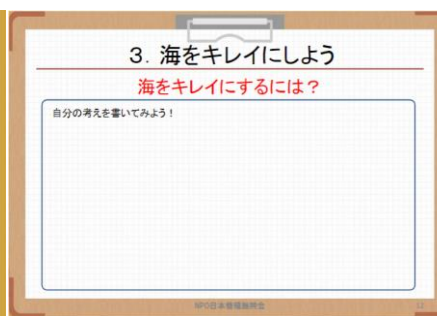 3．海をキレイにしよう
海をキレイにするには？
自分の考えを書いてみよう！